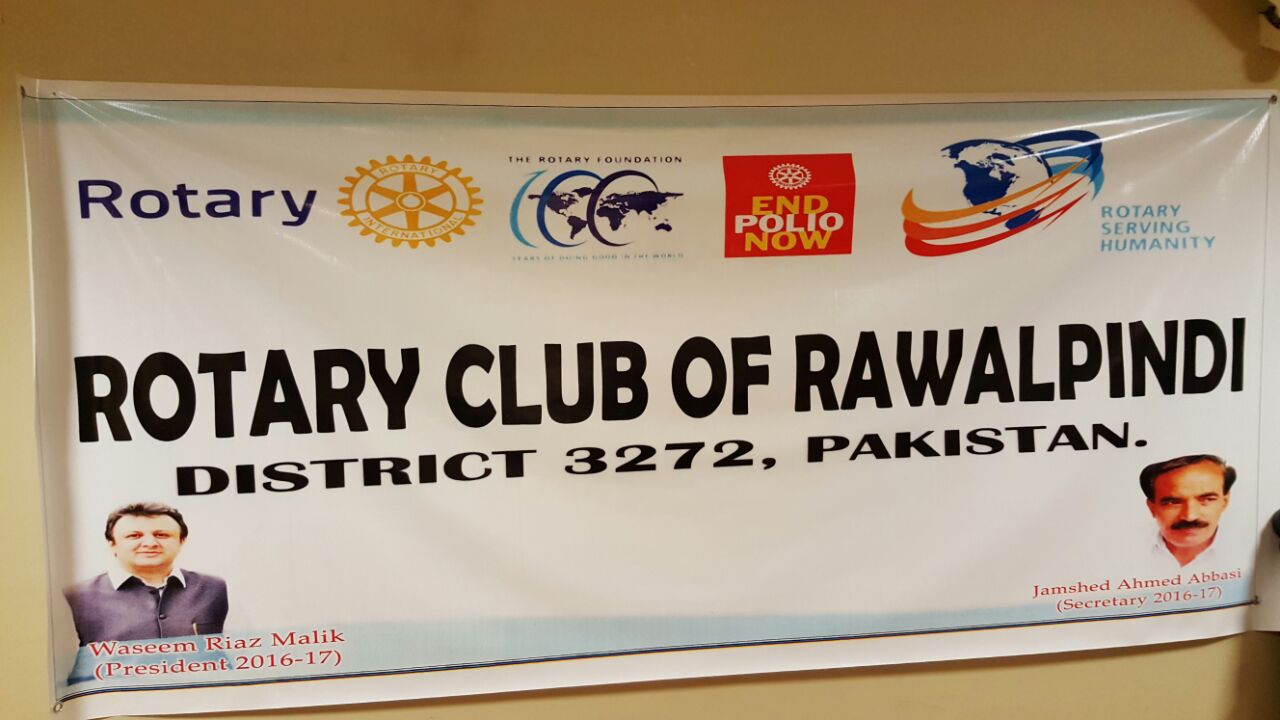 Rotary
ROTARY
INTERNATIONAL
THE ROTARY FOUNDATION
100
YEARS OF DOING GOOD IN THE WORLD
END
POLIO
NOW
ROTARY
SERVING
HUMANITY
ROTARY CLUB OF RAWALPINDI
DISTRICT 3272, PAKISTAN.
Waseem Riaz Malik
(President 2016-17)
Jamshed Ahmed Abbasi
(Secretary 2016-17)